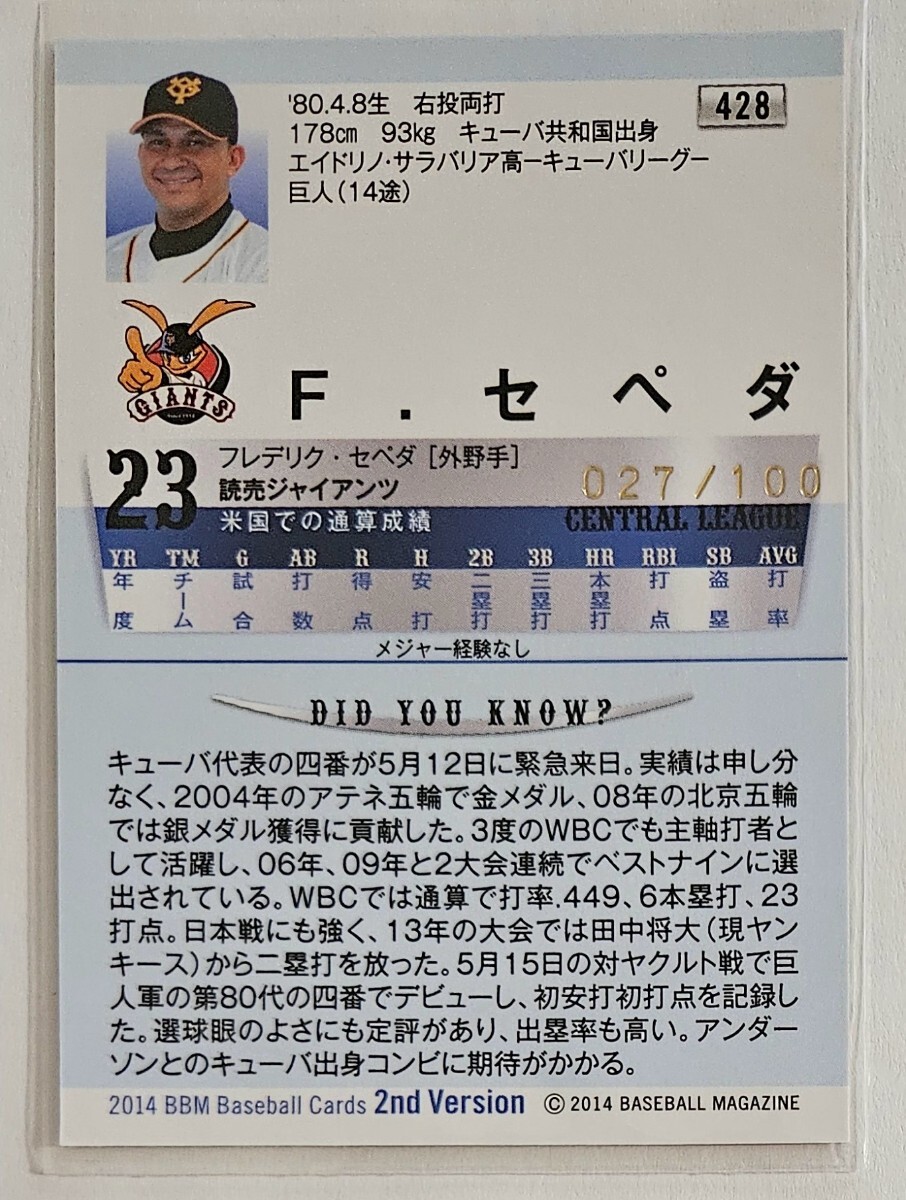 '80.4.8生　右投両打
428
178cm　93kg　キューバ共和国出身
エイドリノ・サラバリア高ーキューバリーグー
巨人(14途)
GIANTS
F.セペダ
23
フレデリク・セペダ［外野手］
読売ジャイアンツ
027/100
米国での通算成績
CENTRAL LEAGUE
YR TM G AB R H 2B 3B HR RBI SB AVG
年度 チーム 試合 打数 得点 安打 二塁打 三塁打 本塁打 打点 盗塁 打率
メジャー経験なし
DID YOU KNOW?
キューバ代表の四番が5月12日に緊急来日。実績は申し分
なく、2004年のアテネ五輪で金メダル、08年の北京五輪
では銀メダル獲得に貢献した。3度のWBCでも主軸打者と
して活躍し、06年、09年と2大会連続でベストナインに選
出されている。WBCでは通算で打率.449、6本塁打、23
打点。日本戦にも強く、13年の大会では田中将大(現ヤン
キース)から二塁打を放った。5月15日の対ヤクルト戦で巨
人軍の第80代の四番でデビューし、初安打初打点を記録し
た。選球眼のよさにも定評があり、出塁率も高い。アンダー
ソンとのキューバ出身コンビに期待がかかる。
2014 BBM Baseball Cards 2nd Version　© 2014 BASEBALL MAGAZINE